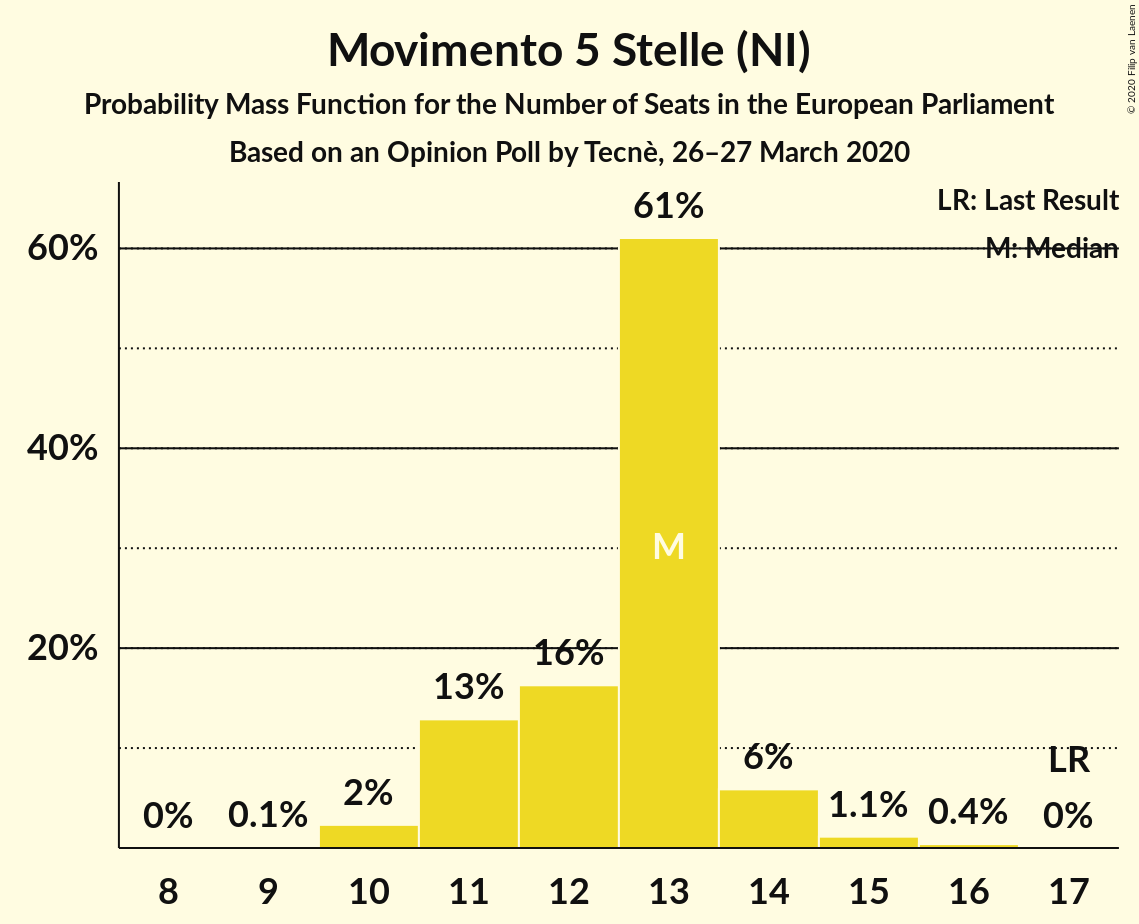 Movimento 5 Stelle (NI)
Probability Mass Function for the Number of Seats in the European Parliament
Based on an Opinion Poll by Tecnè, 26–27 March 2020
© 2020 Filip van Laenen
LR: Last Result
M: Median
60%
40%
20%
0%
0.1%
2%
13%
16%
61%
M
6%
1.1%
0.4%
LR
0%
8 9 10 11 12 13 14 15 16 17